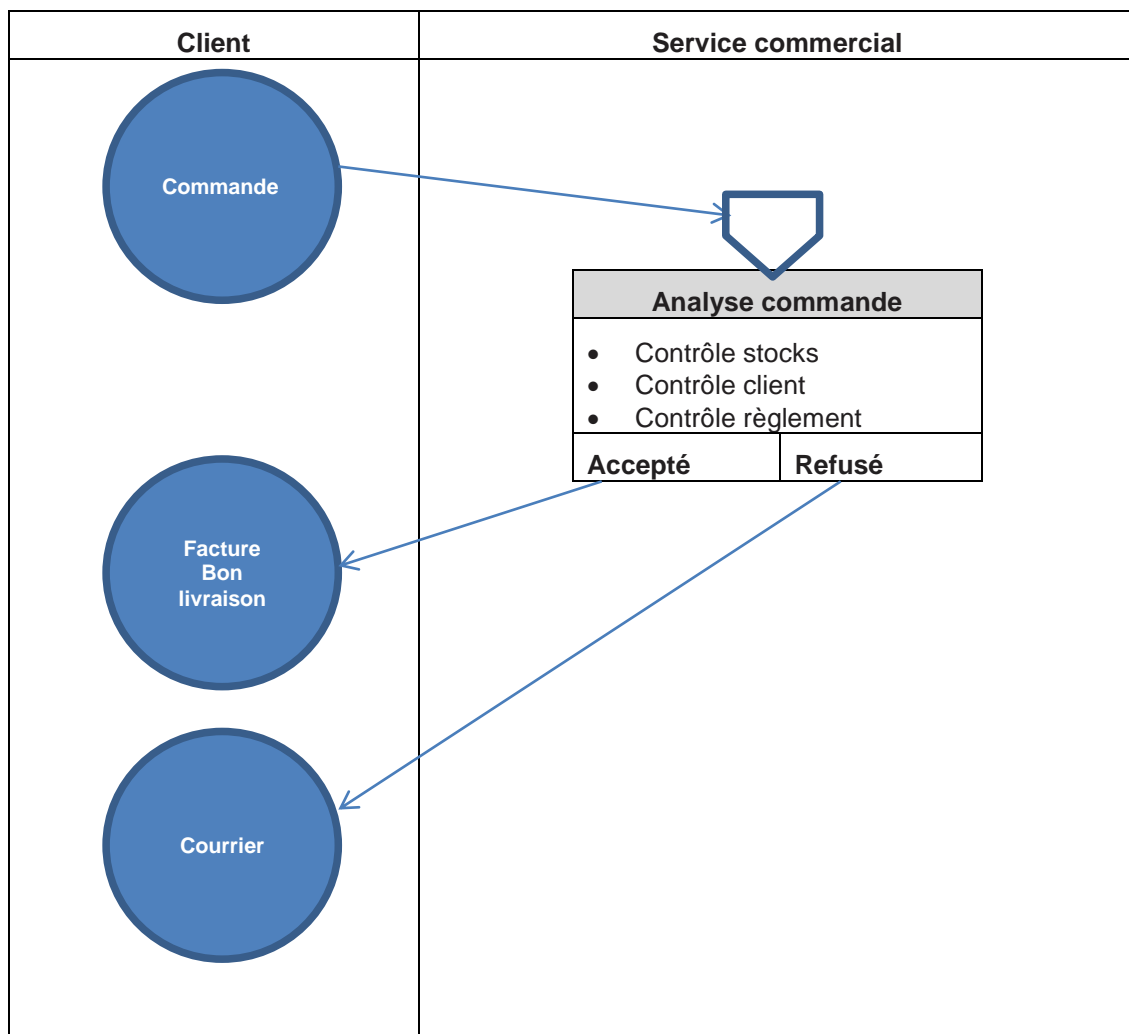 Client
Service commercial
Commande
Analyse commande
• Contrôle stocks
• Contrôle client
• Contrôle règlement
Accepté
Refusé
Facture
Bon
livraison
Courrier